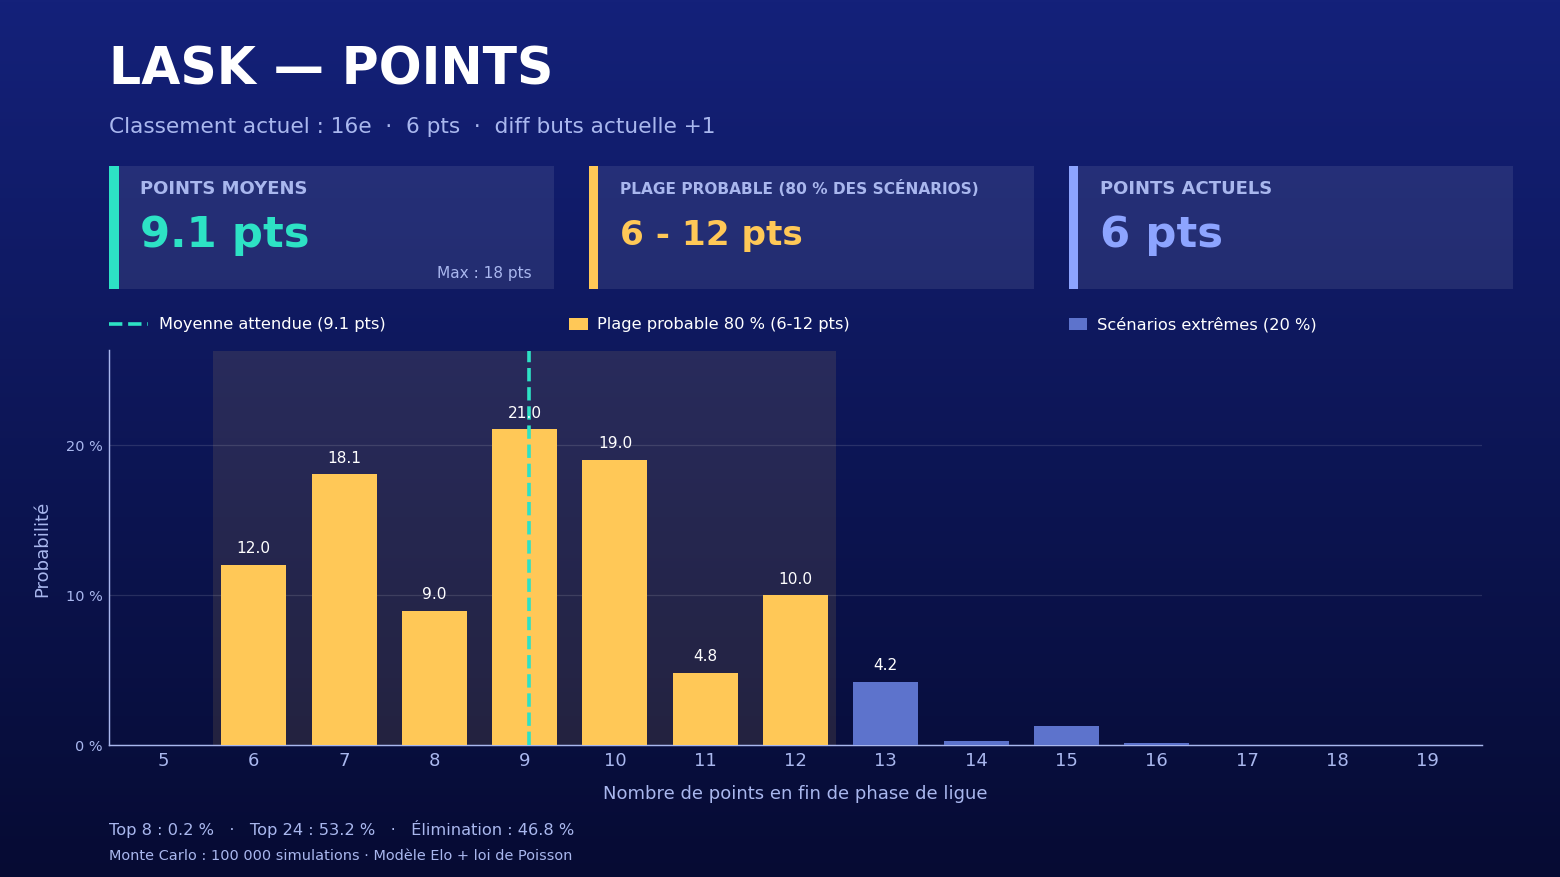 LASK — POINTS
Classement actuel : 16e · 6 pts · diff buts actuelle +1
POINTS MOYENS
9.1 pts
Max : 18 pts
PLAGE PROBABLE (80 % DES SCÉNARIOS)
6 - 12 pts
POINTS ACTUELS
6 pts
Moyenne attendue (9.1 pts)
Plage probable 80 % (6-12 pts)
Scénarios extrêmes (20 %)
Probabilité
20 %
10 %
0 %
12.0
18.1
9.0
21.0
19.0
4.8
10.0
4.2
5 6 7 8 9 10 11 12 13 14 15 16 17 18 19
Nombre de points en fin de phase de ligue
Top 8 : 0.2 % · Top 24 : 53.2 % · Élimination : 46.8 %
Monte Carlo : 100 000 simulations · Modèle Elo + loi de Poisson